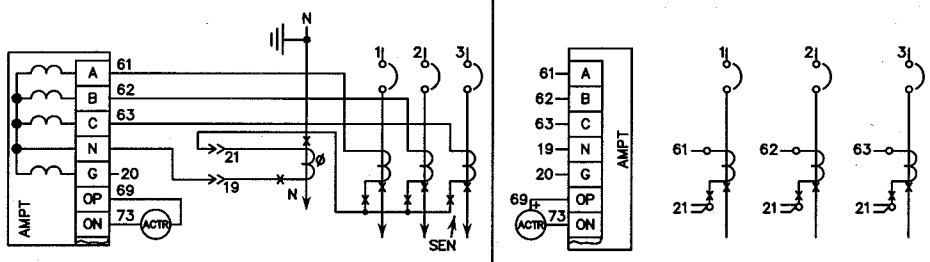 N
1 2 3
61
A
62
B
63
C
N
21
Ø
G
20
19
N
69
OP
73
ON
ACTR
AMPT
SEN
1 2 3
61 A
62 B
63 C
19 N
20 G
69 + OP
73 ON
ACTR
AMPT
61 62 63
21 21 21